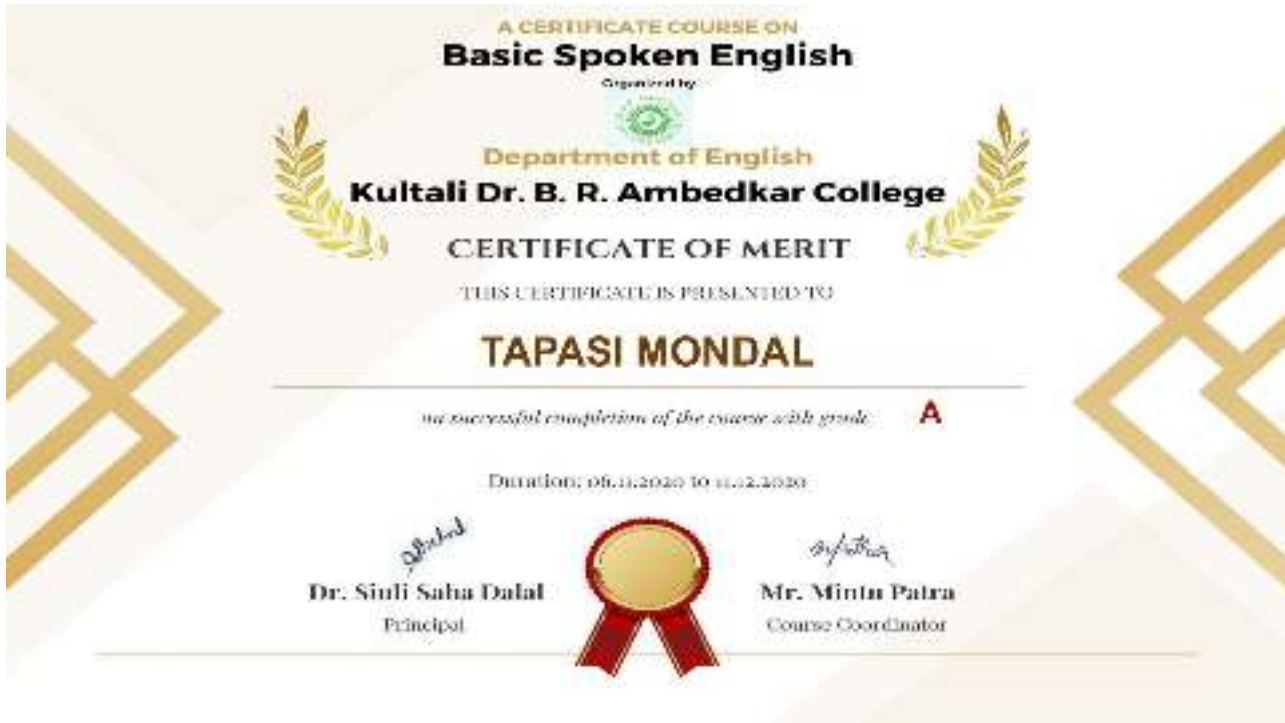 A CERTIFICATE COURSE ON
Basic Spoken English
Organized by
Department of English
Kultali Dr. B. R. Ambedkar College
CERTIFICATE OF MERIT
THIS CERTIFICATE IS PRESENTED TO
TAPASI MONDAL
on successful completion of the course with grade A
Duration: 06.11.2020 to 11.12.2020
Dr. Siuli Saha Dalal
Mr. Mintu Patra
Principal
Course Coordinator